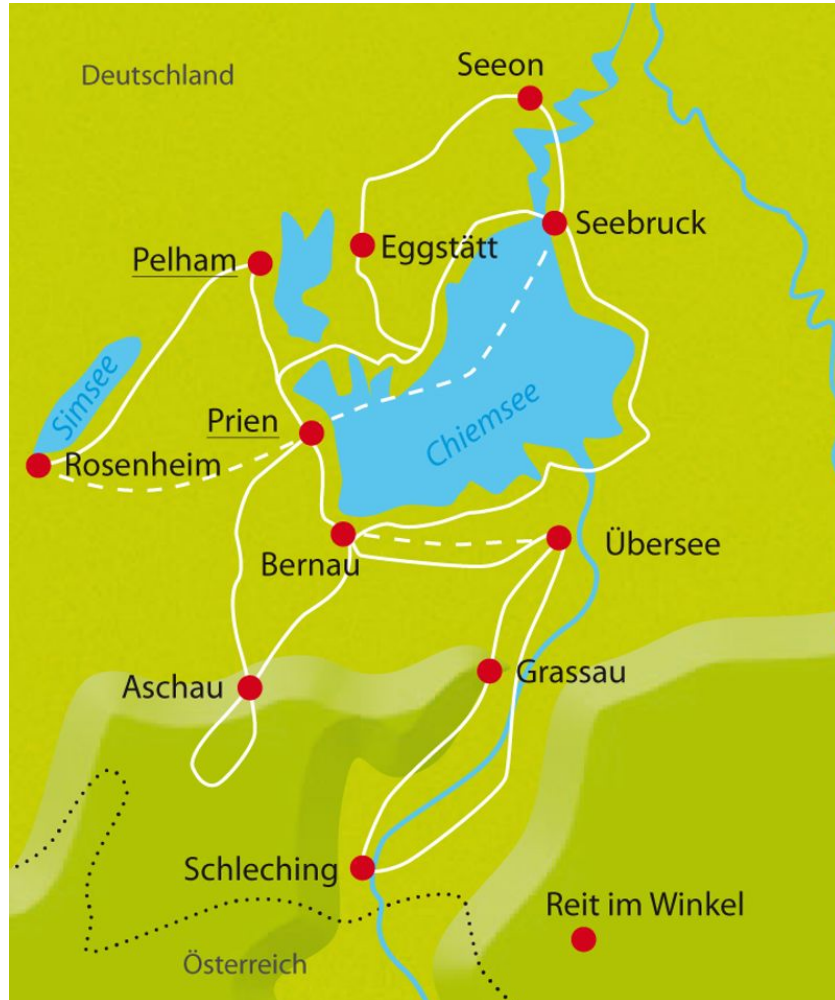 Seeon
Deutschland
Seebruck
Eggstätt
Pelham
Simsee
Chiemsee
Prien
Rosenheim
Übersee
Bernau
Grassau
Aschau
Schleching
Reit im Winkel
Österreich